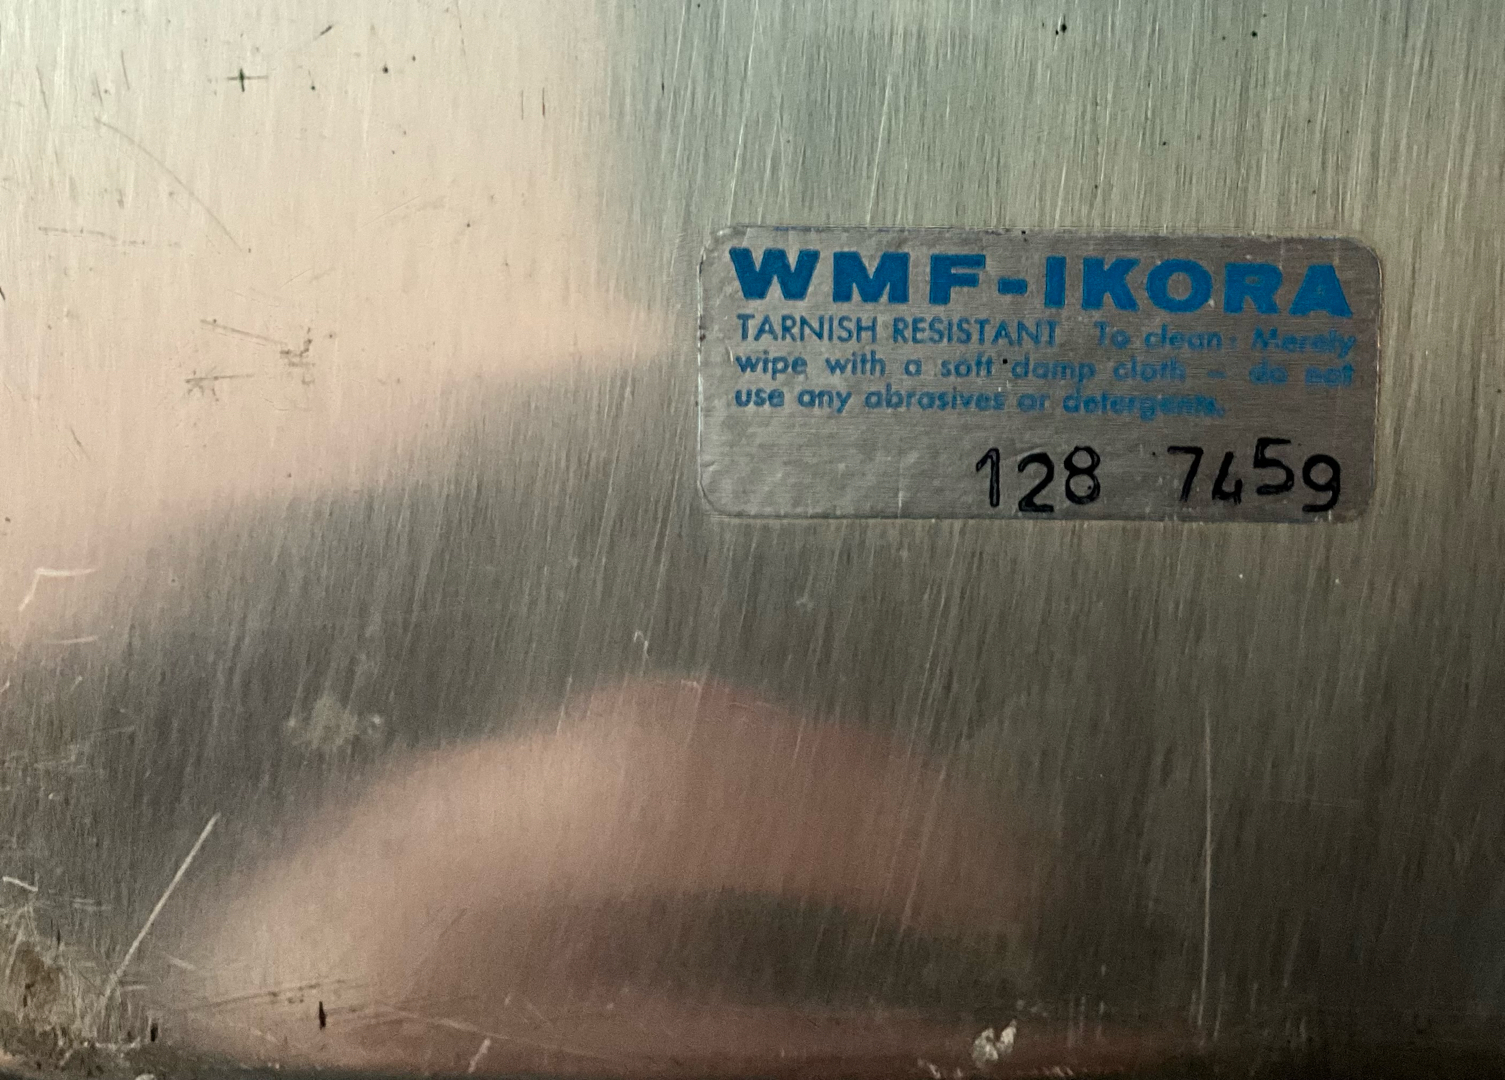 WMF-IKORA
TARNISH RESISTANT To clean: Merely
wipe with a soft damp cloth – do not
use any abrasives or detergents.
128 7459